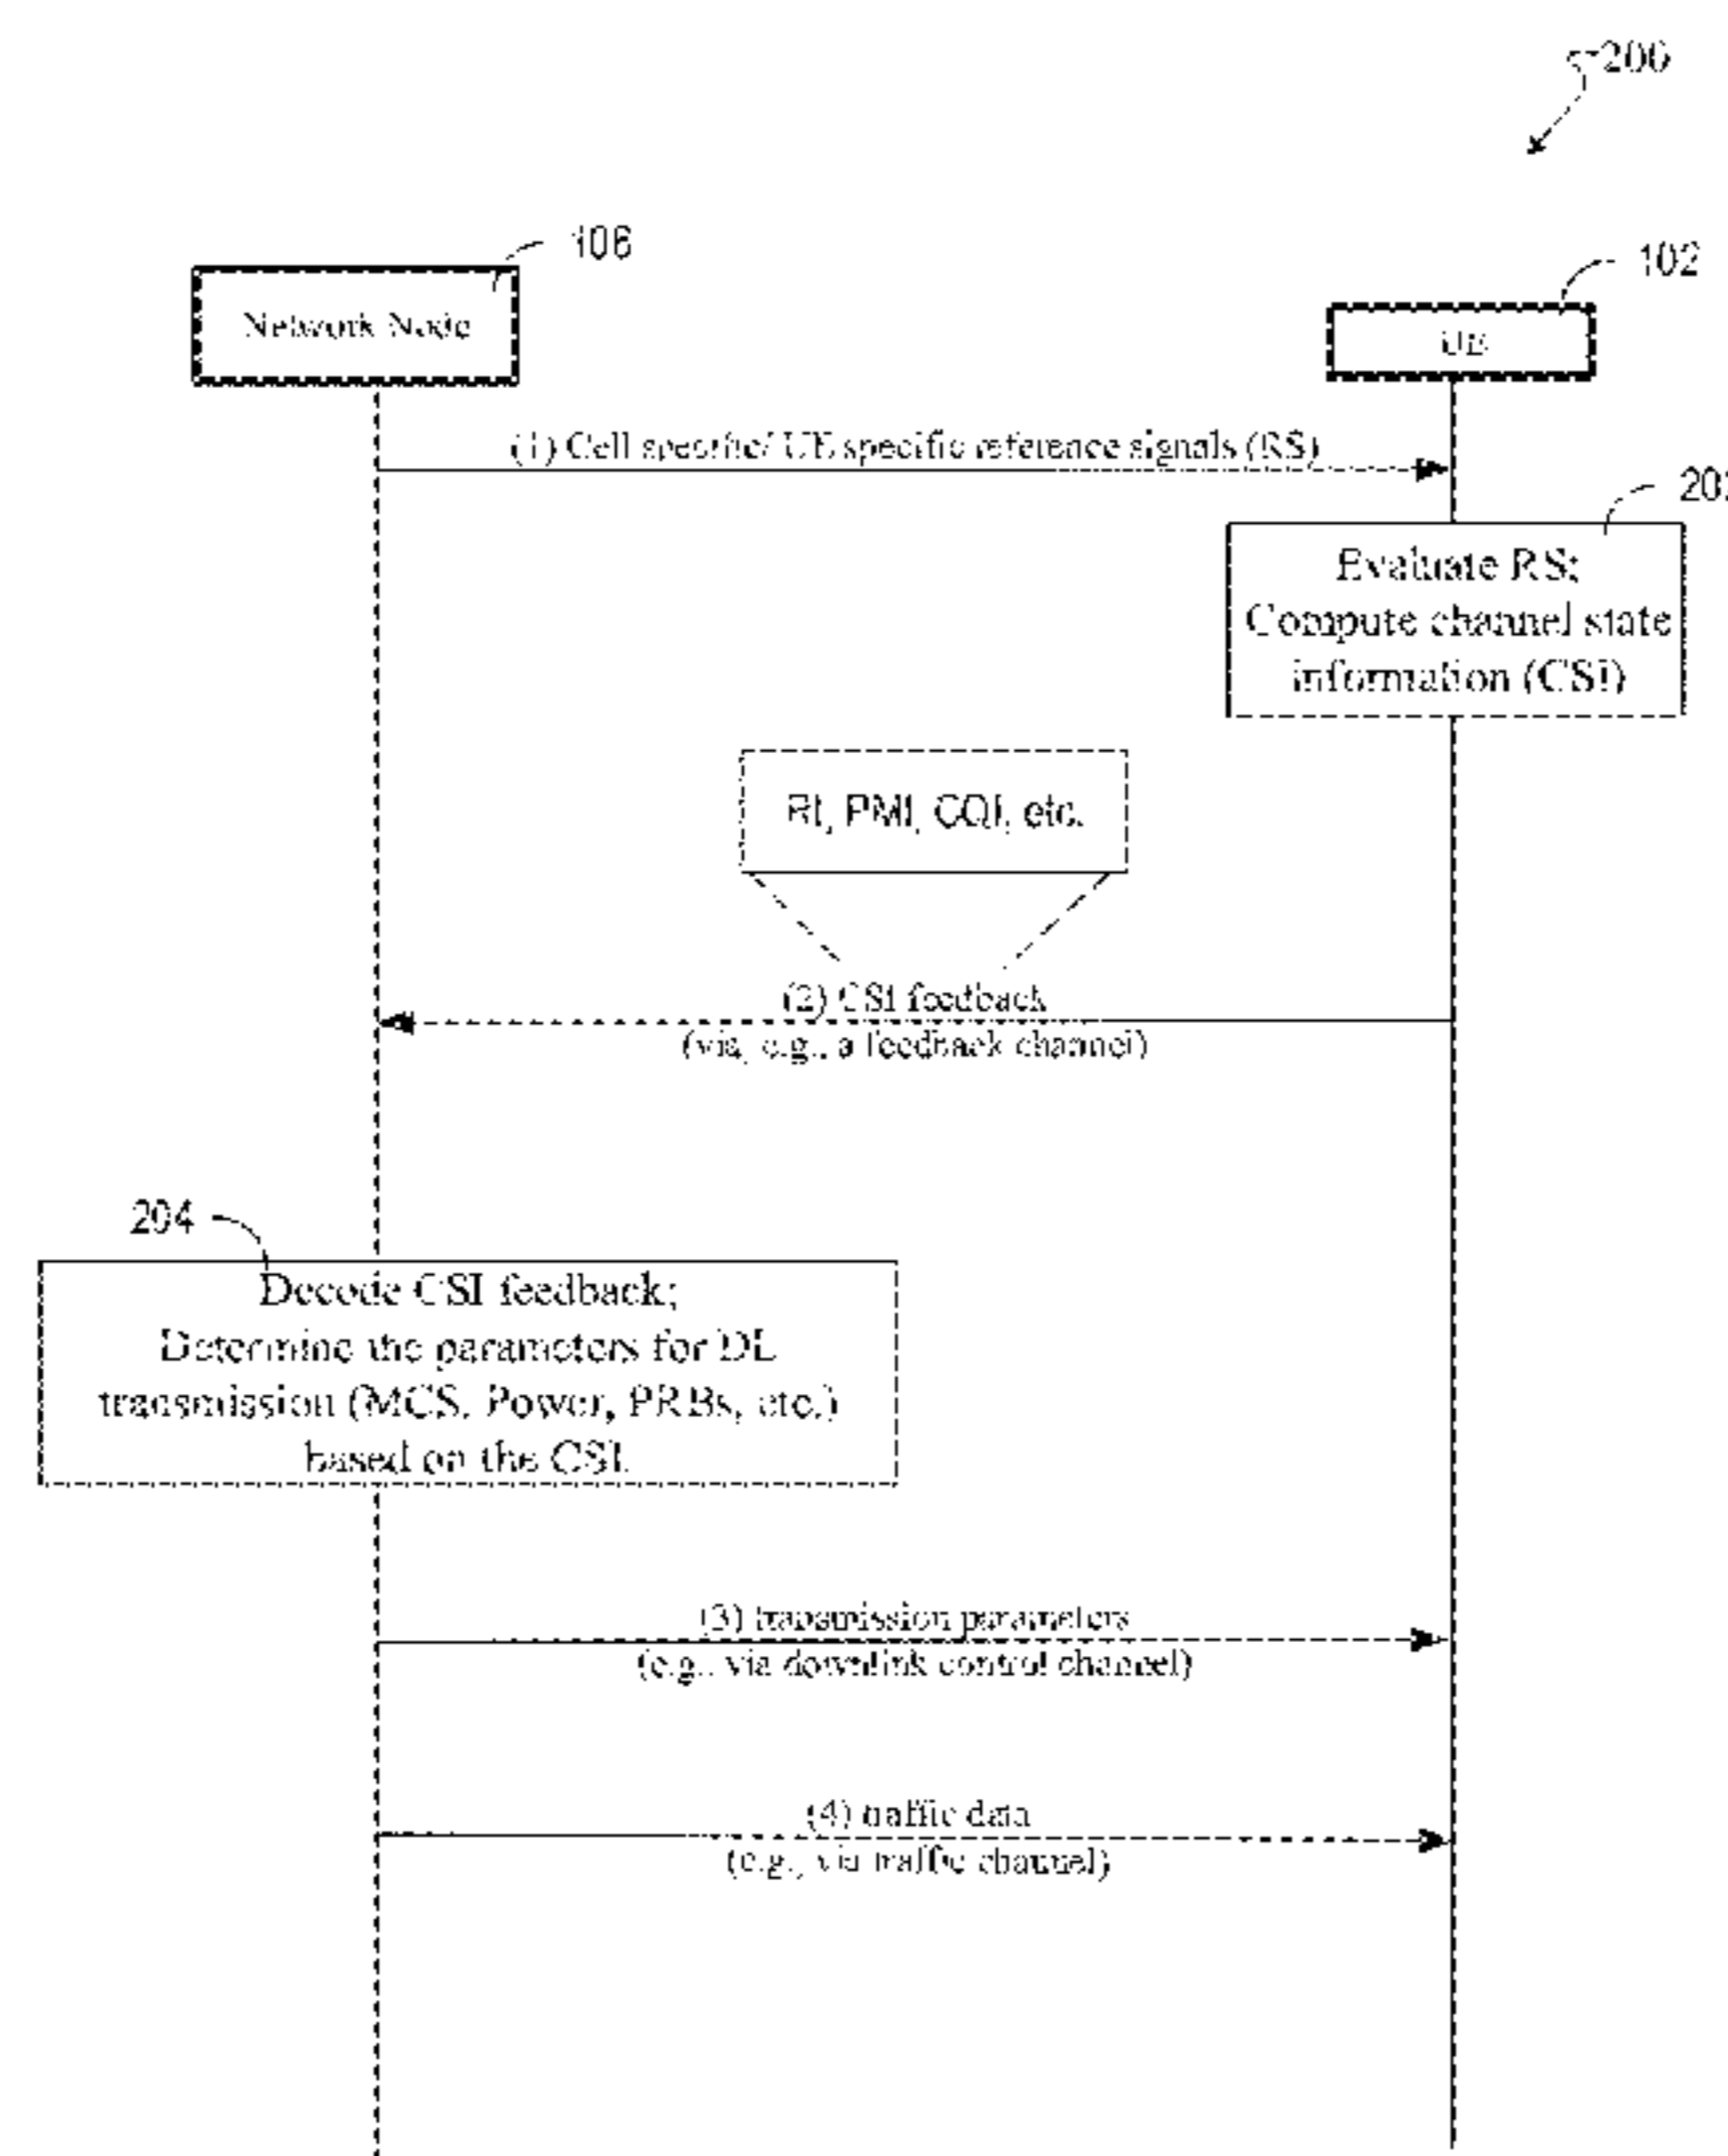 200
106
Network Node
102
UE
(1) Cell specific/ UE specific reference signals (RS)
Evaluate RS;
Compute channel state
information (CSI)
RI, PMI, CQI, etc.
(2) CSI feedback
(via, e.g., a feedback channel)
204
Decode CSI feedback;
Determine the parameters for DL
transmission (MCS, Power, PRBs, etc.)
based on the CSI.
(3) transmission parameters
(e.g., via downlink control channel)
(4) traffic data
(e.g., via traffic channel)